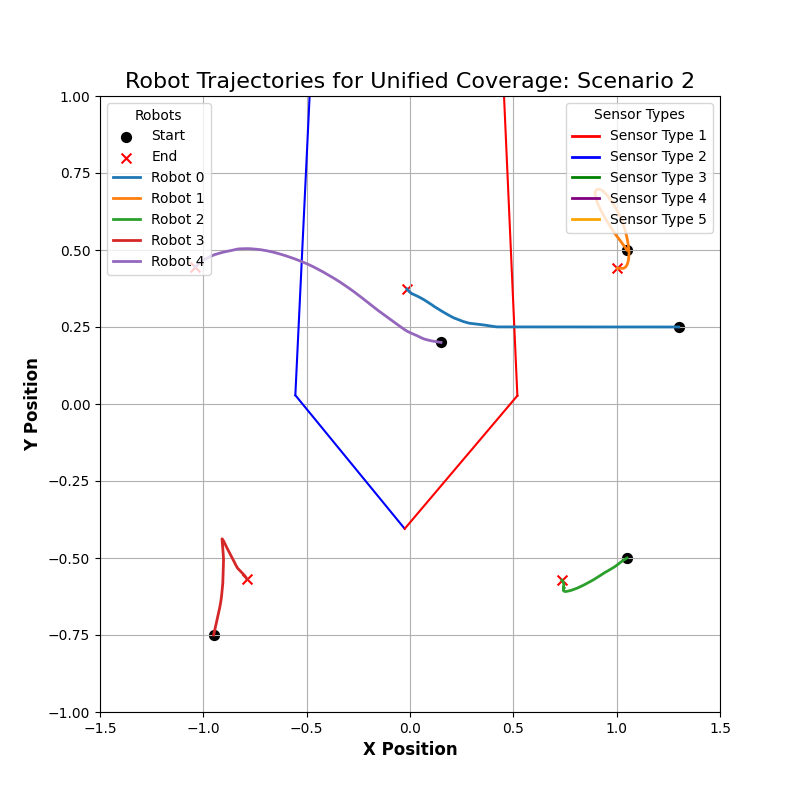 Robot Trajectories for Unified Coverage: Scenario 2
Robots
Start
End
Robot 0
Robot 1
Robot 2
Robot 3
Robot 4
Sensor Types
Sensor Type 1
Sensor Type 2
Sensor Type 3
Sensor Type 4
Sensor Type 5
Y Position
1.00
0.75
0.50
0.25
0.00
−0.25
−0.50
−0.75
−1.00
−1.5
−1.0
−0.5
0.0
0.5
1.0
1.5
X Position